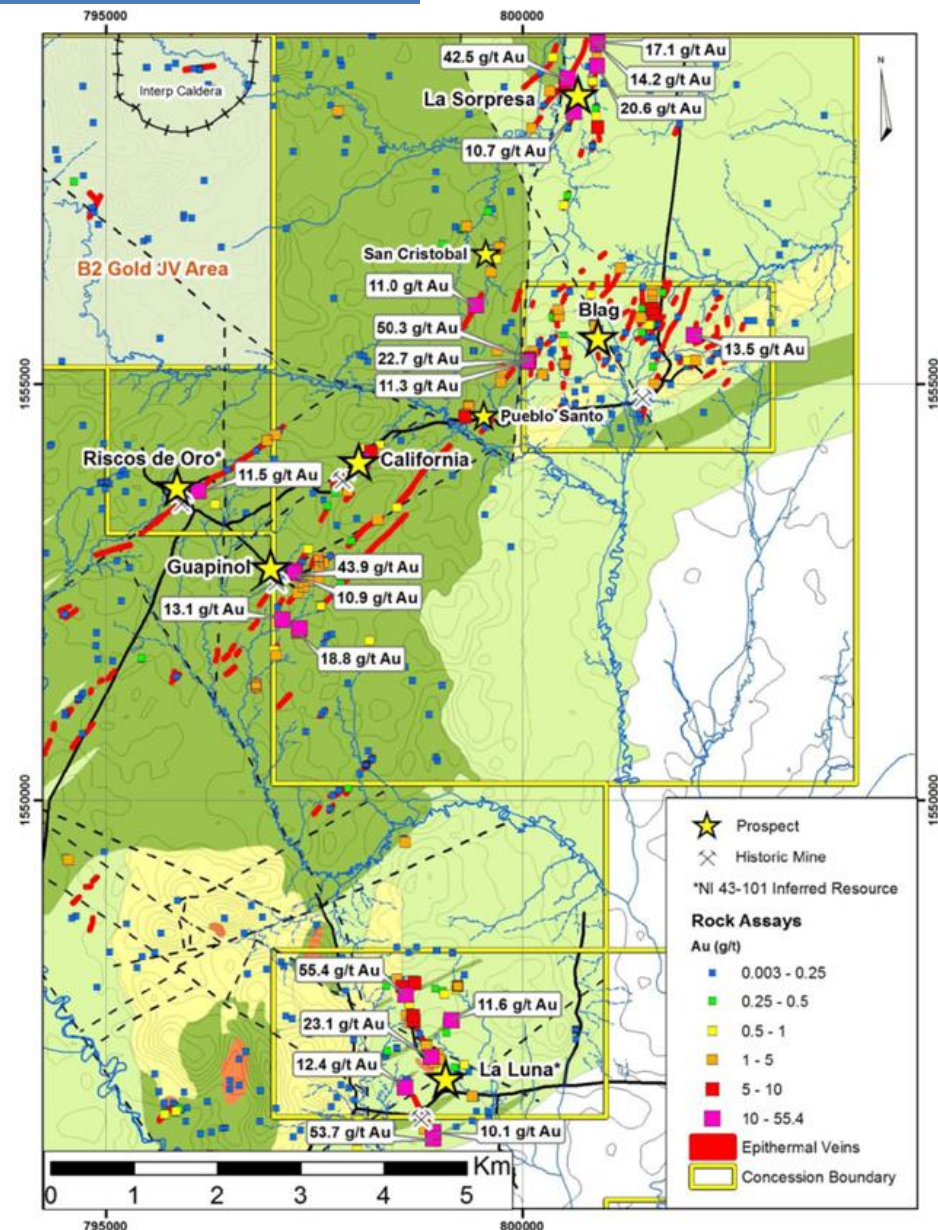 795000
800000
N
Interp Caldera
42.5 g/t Au
17.1 g/t Au
14.2 g/t Au
La Sorpresa
20.6 g/t Au
10.7 g/t Au
San Cristobal
B2 Gold JV Area
11.0 g/t Au
Blag
50.3 g/t Au
22.7 g/t Au
13.5 g/t Au
11.3 g/t Au
1555000
1555000
Pueblo Santo
Riscos de Oro*
California
11.5 g/t Au
Guapinol
43.9 g/t Au
10.9 g/t Au
13.1 g/t Au
18.8 g/t Au
1550000
1550000
Prospect
Historic Mine
*NI 43-101 Inferred Resource
Rock Assays
Au (g/t)
0.003 - 0.25
0.25 - 0.5
0.5 - 1
1 - 5
5 - 10
10 - 55.4
Epithermal Veins
Concession Boundary
55.4 g/t Au
11.6 g/t Au
23.1 g/t Au
12.4 g/t Au
La Luna*
53.7 g/t Au
10.1 g/t Au
Km
0 1 2 3 4 5
795000
800000